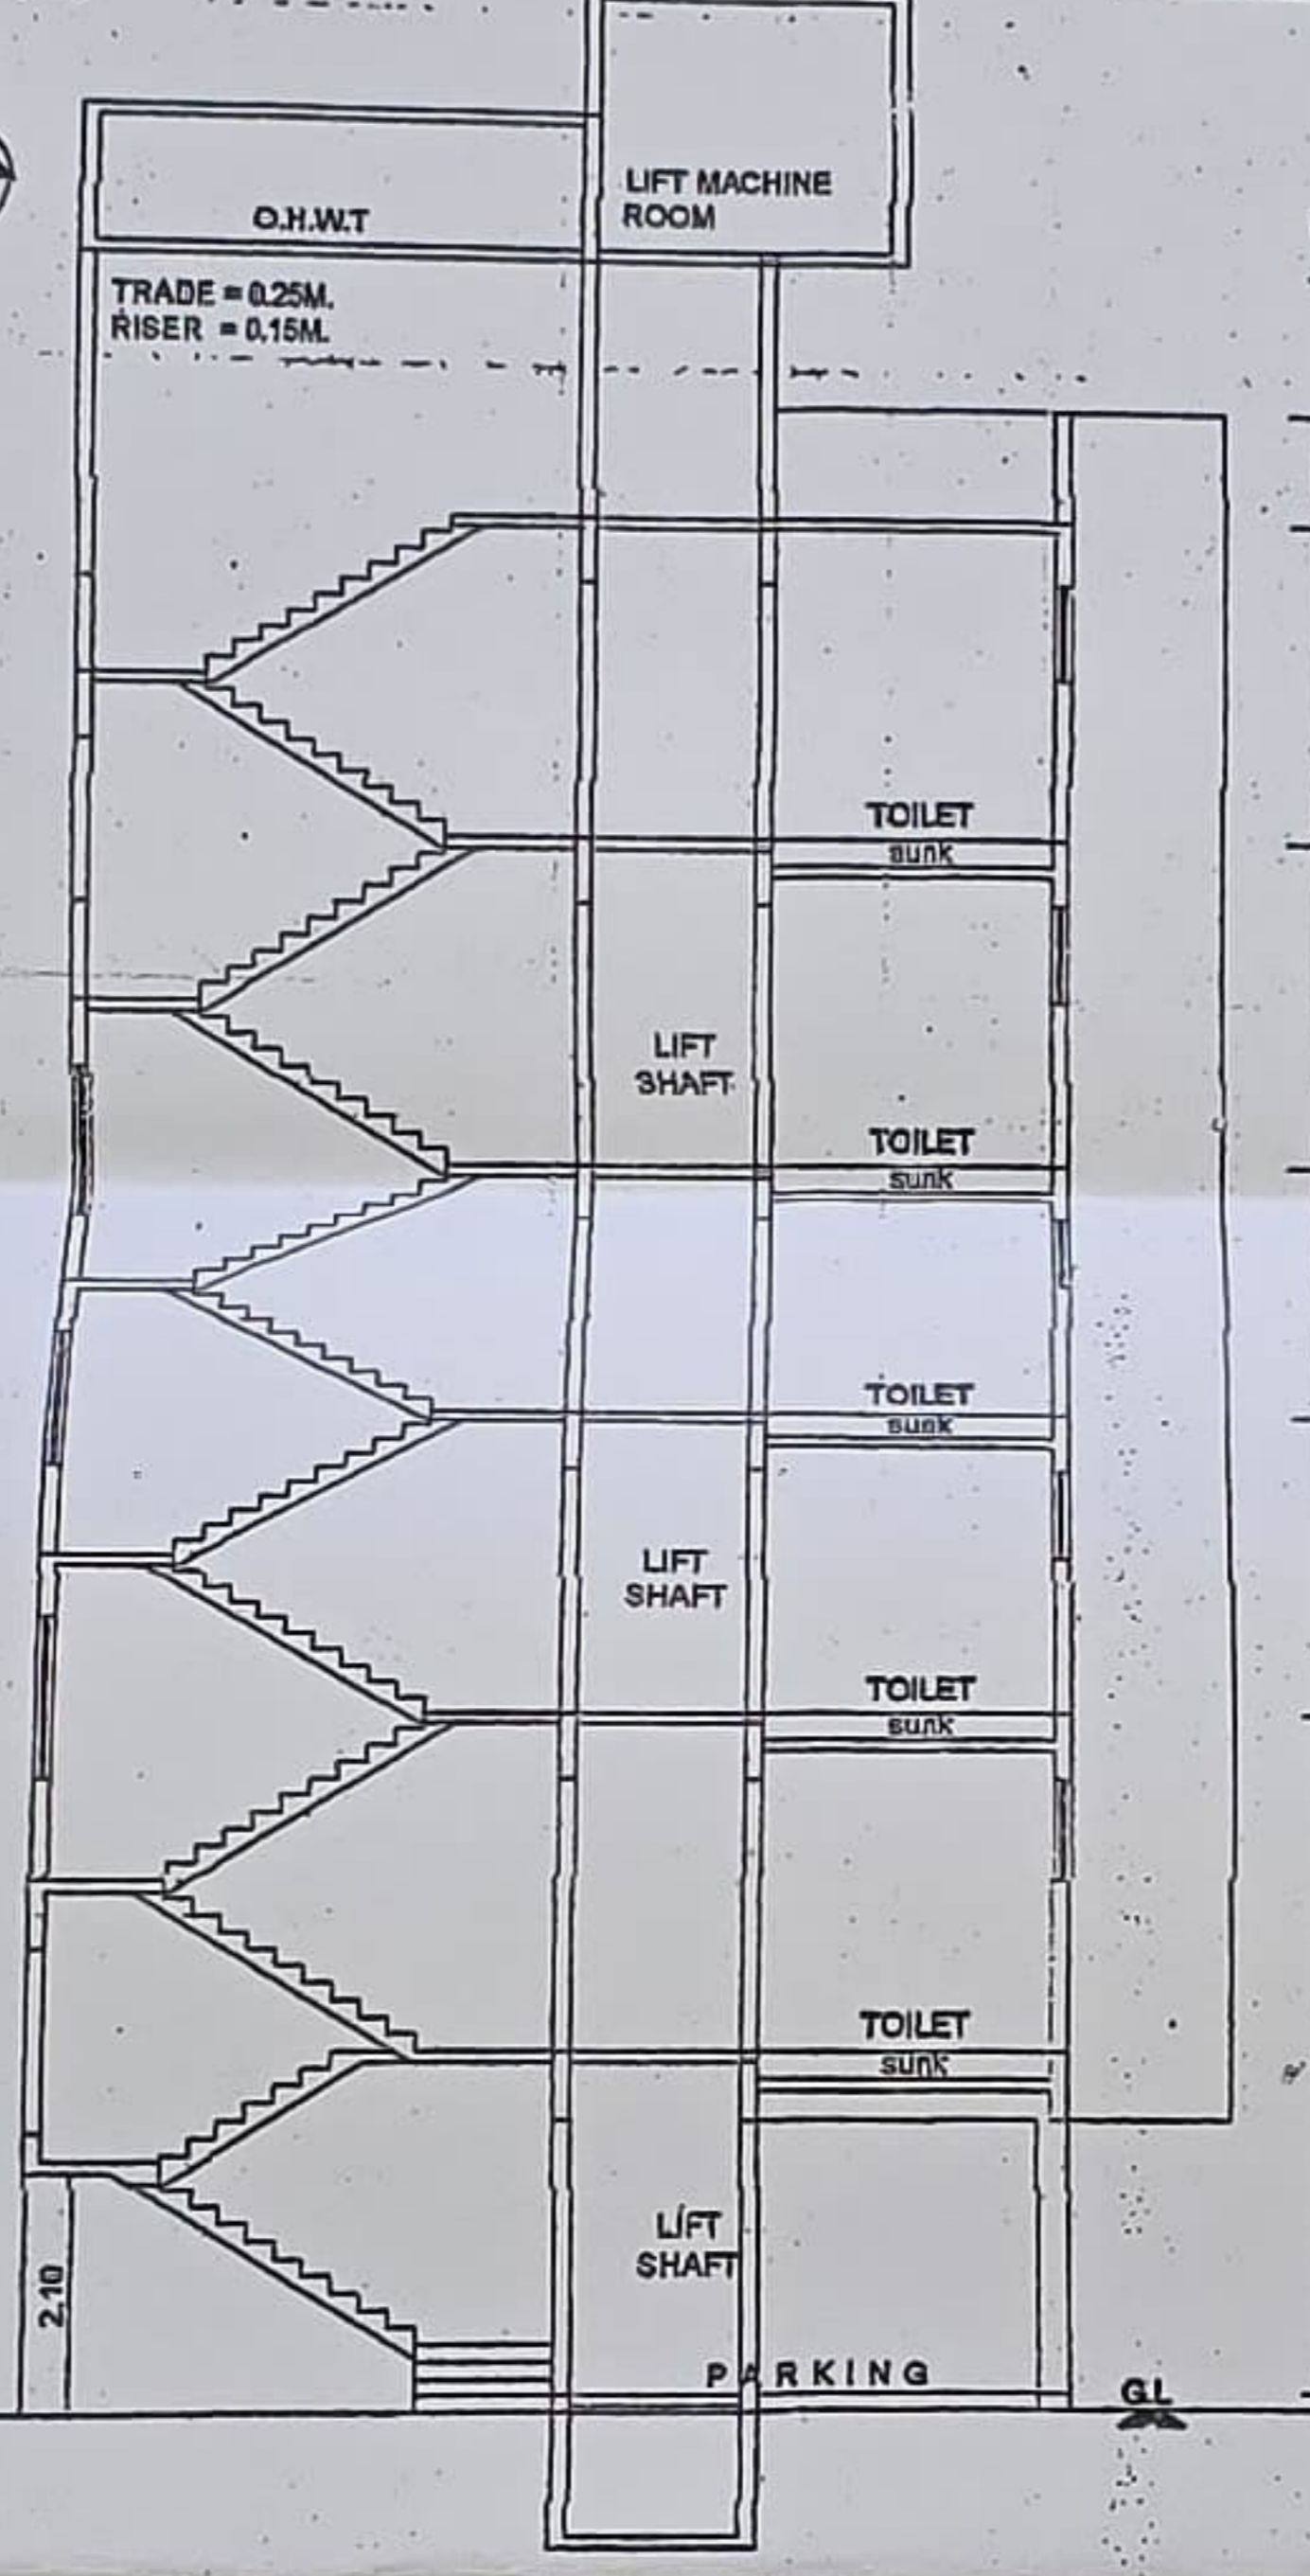 LIFT MACHINE
ROOM
O.H.W.T
TRADE = 0.25M.
RISER = 0.15M.
TOILET
sunk
LIFT
SHAFT
TOILET
sunk
TOILET
sunk
LIFT
SHAFT
TOILET
sunk
TOILET
sunk
LIFT
SHAFT
2.10
PARKING
G.L